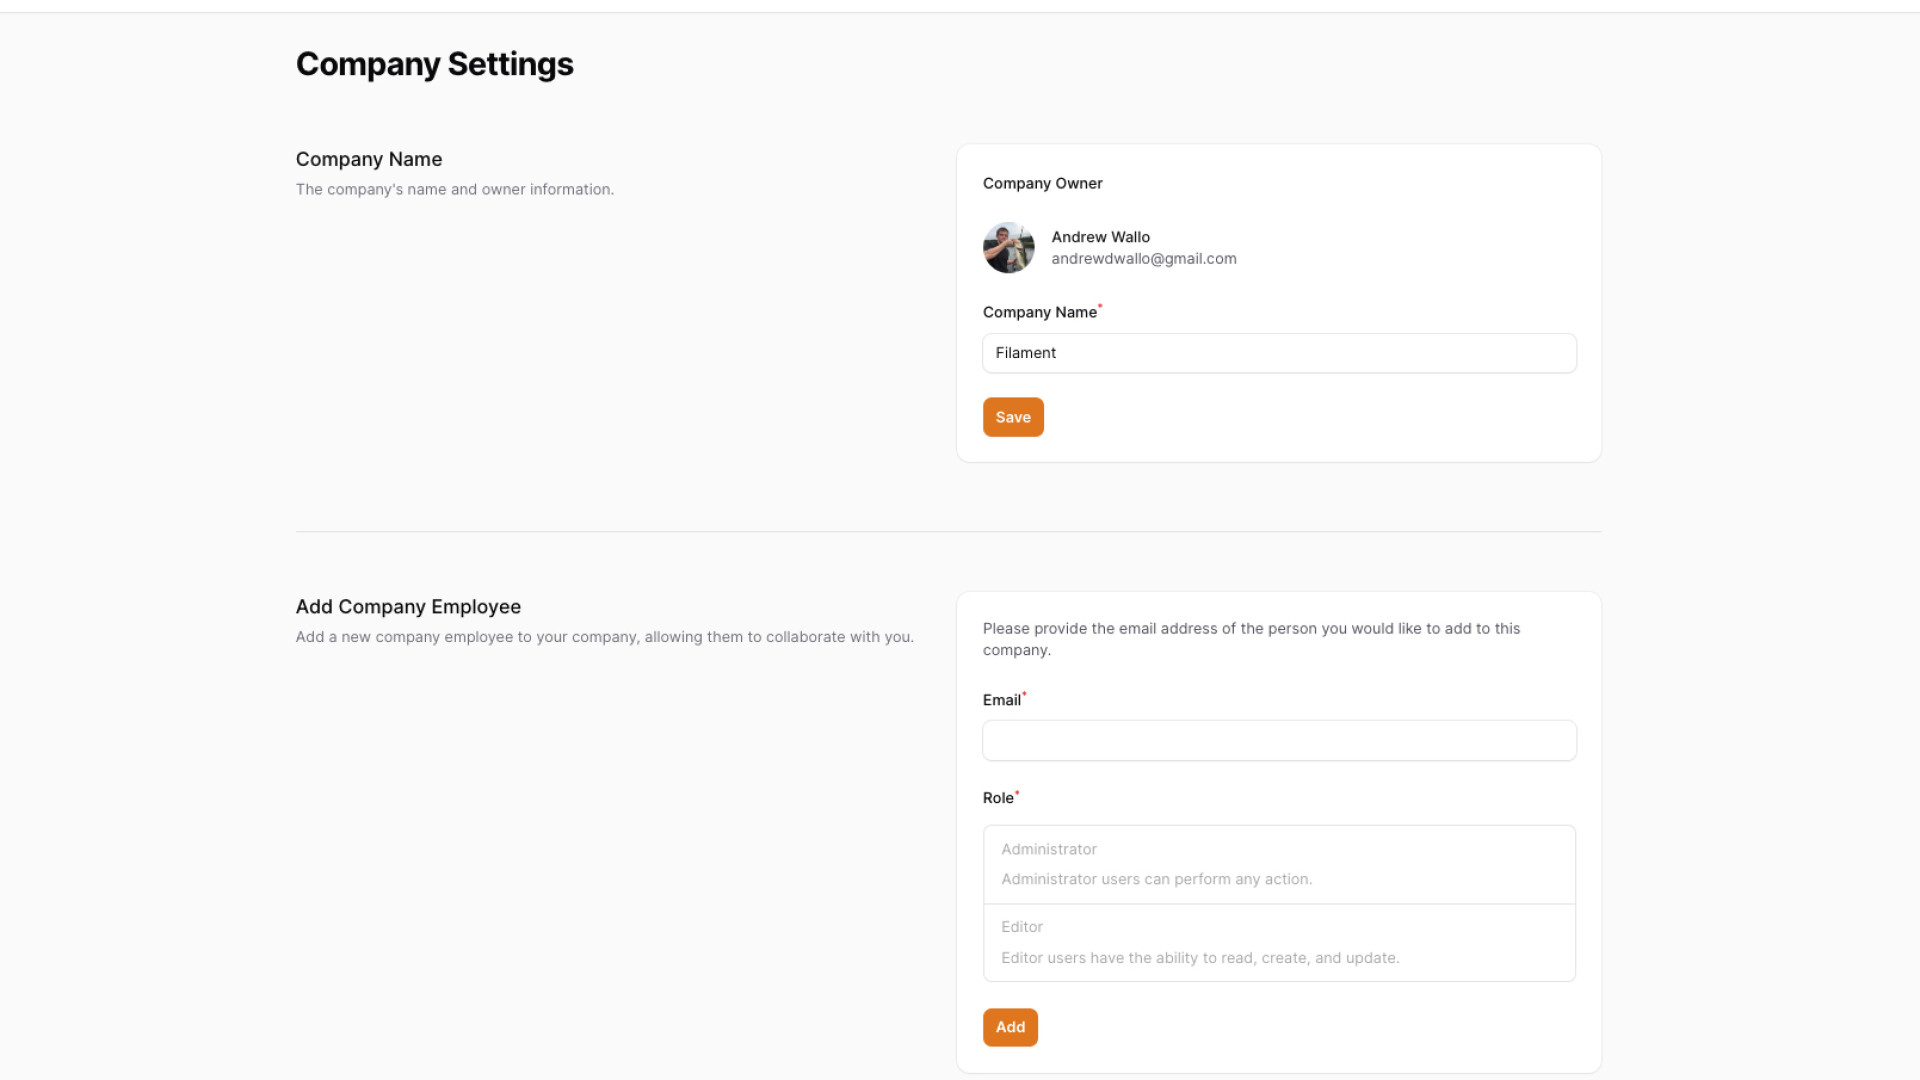 Company Settings
Company Name
The company's name and owner information.
Company Owner
Andrew Wallo
andrewdwallo@gmail.com
Company Name*
Filament
Save
Add Company Employee
Add a new company employee to your company, allowing them to collaborate with you.
Please provide the email address of the person you would like to add to this
company.
Email*
Role*
Administrator
Administrator users can perform any action.
Editor
Editor users have the ability to read, create, and update.
Add